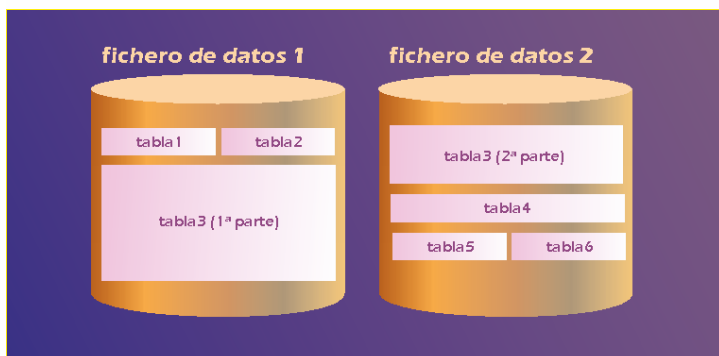 fichero de datos 1
fichero de datos 2
tabla1
tabla2
tabla3 (1ª parte)
tabla3 (2ª parte)
tabla4
tabla5
tabla6